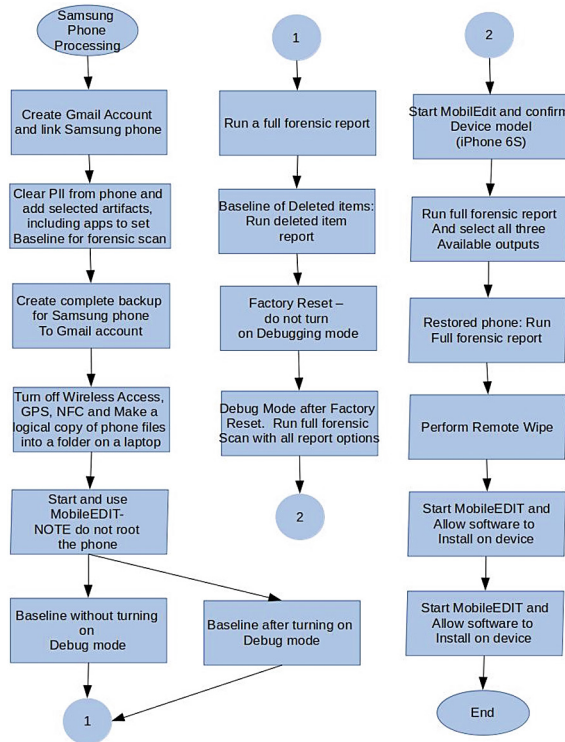 Samsung
Phone
Processing
Create Gmail Account
and link Samsung phone
Clear PII from phone and
add selected artifacts,
including apps to set
Baseline for forensic scan
Create complete backup
for Samsung phone
To Gmail account
Turn off Wireless Access,
GPS, NFC and Make a
logical copy of phone files
into a folder on a laptop
Start and use
MobileEDIT-
NOTE do not root
the phone
Baseline without turning
on
Debug mode
Baseline after turning on
Debug mode
1
1
Run a full forensic report
Baseline of Deleted items:
Run deleted item
report
Factory Reset –
do not turn
on Debugging mode
Debug Mode after Factory
Reset. Run full forensic
Scan with all report options
2
2
Start MobilEdit and confirm
Device model
(iPhone 6S)
Run full forensic report
And select all three
Available outputs
Restored phone: Run
Full forensic report
Perform Remote Wipe
Start MobileEDIT and
Allow software to
Install on device
Start MobileEDIT and
Allow software to
Install on device
End